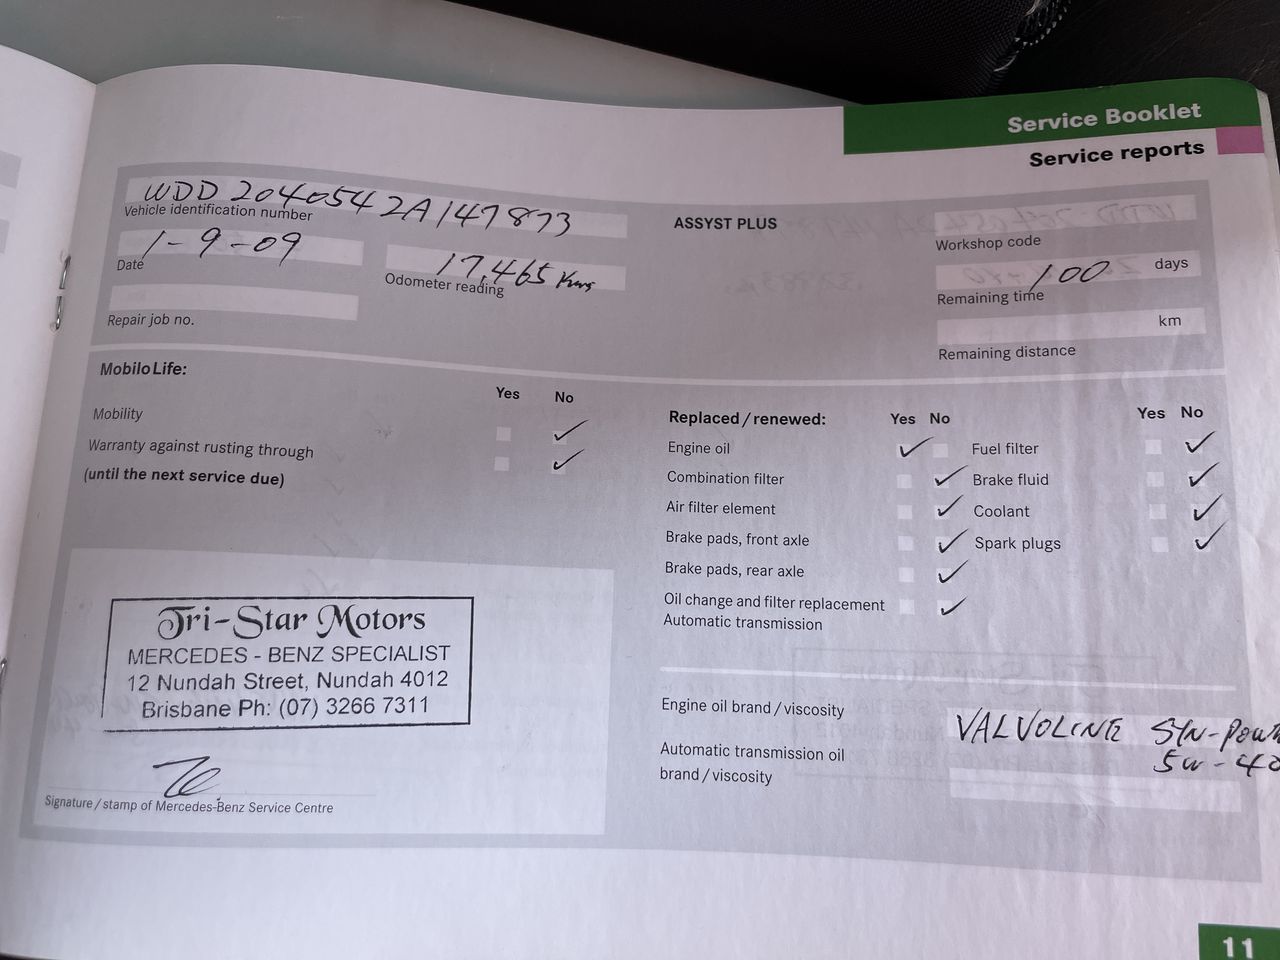 Service Booklet
Service reports
WDD 2040542A147873
Vehicle identification number
1-9-09
Date
17,465 Kms
Odometer reading
Repair job no.
ASSYST PLUS
Workshop code
100 days
Remaining time
km
Remaining distance
MobiloLife:
Yes No
Mobility
Warranty against rusting through
(until the next service due)
Replaced / renewed: Yes No Yes No
Engine oil Fuel filter
Combination filter Brake fluid
Air filter element Coolant
Brake pads, front axle Spark plugs
Brake pads, rear axle
Oil change and filter replacement
Automatic transmission
Tri-Star Motors
MERCEDES - BENZ SPECIALIST
12 Nundah Street, Nundah 4012
Brisbane Ph: (07) 3266 7311
Signature / stamp of Mercedes-Benz Service Centre
Engine oil brand / viscosity VALVOLINE SYN-POW
5W-40
Automatic transmission oil
brand / viscosity
11